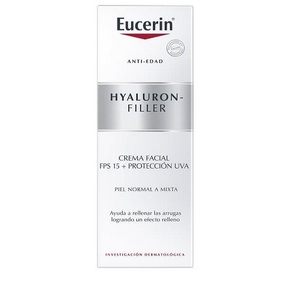 Eucerin
ANTI-EDAD
HYALURON-
FILLER
CREMA FACIAL
FPS 15 + PROTECCIÓN UVA
PIEL NORMAL A MIXTA
Ayuda a rellenar las arrugas
logrando un efecto relleno
INVESTIGACIÓN DERMATOLÓGICA